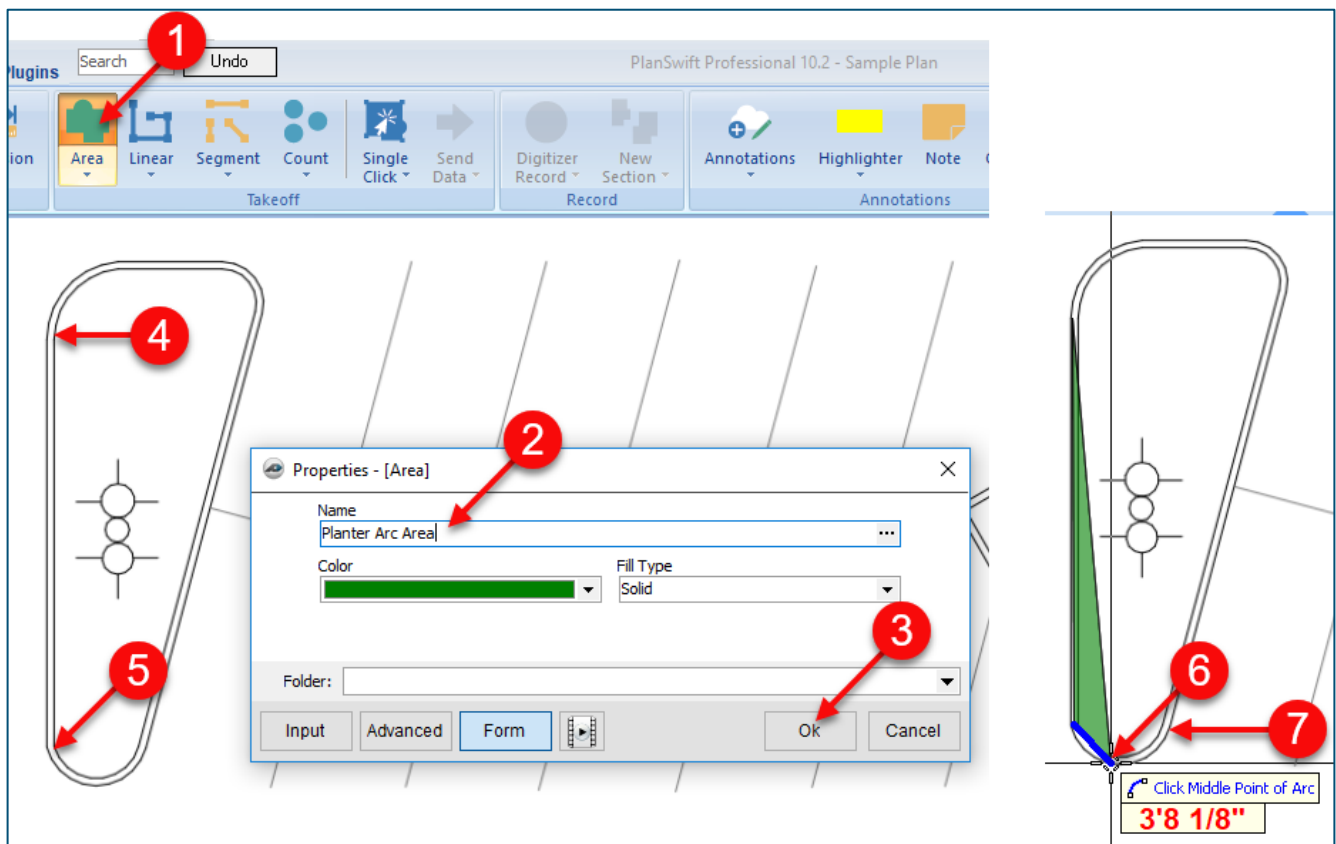 1
Plugins Search Undo PlanSwift Professional 10.2 - Sample Plan
ion Area Linear Segment Count Single Click Send Data Digitizer Record New Section Annotations Highlighter Note
Takeoff Record Annotations
4
2
Properties - [Area]
Name
Planter Arc Area
...
Color Fill Type
Solid
3
5
Folder:
Input Advanced Form Ok Cancel
6
7
Click Middle Point of Arc
3'8 1/8"